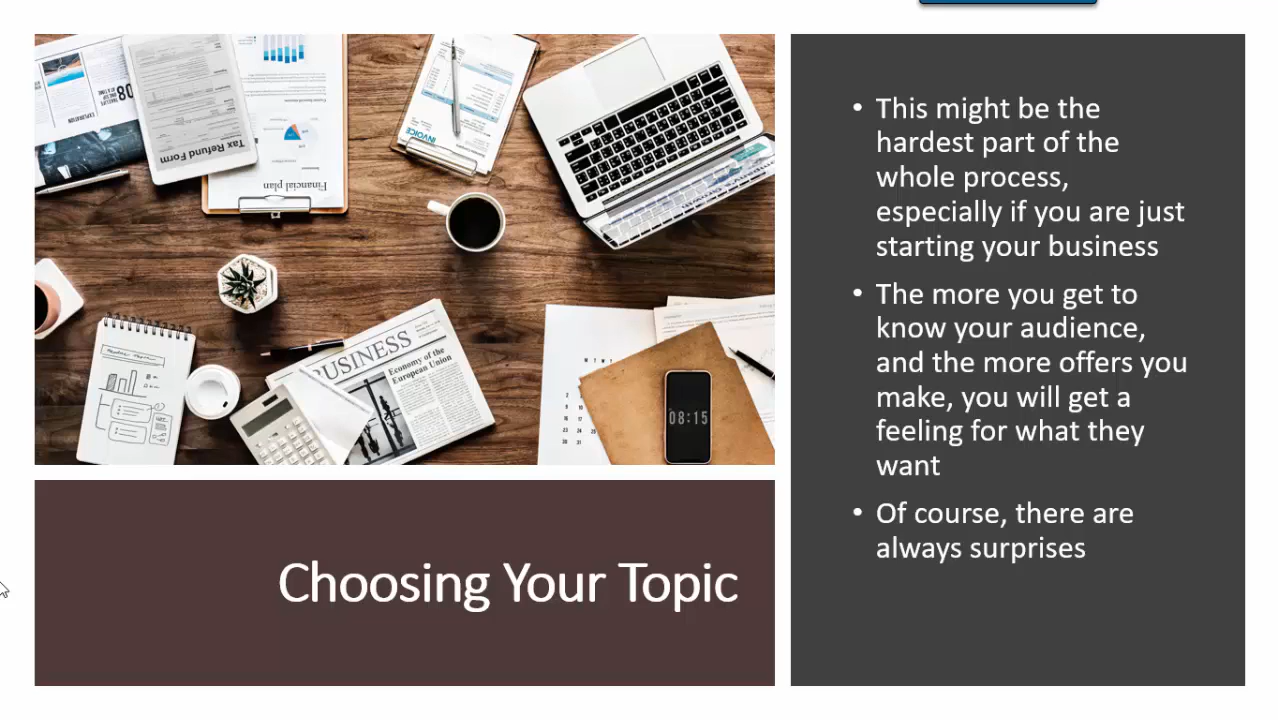 Tax Refund Form
Financial plan
INVOICE
BUSINESS
Economy of the
European Union
08:15
Choosing Your Topic
• This might be the
hardest part of the
whole process,
especially if you are just
starting your business
• The more you get to
know your audience,
and the more offers you
make, you will get a
feeling for what they
want
• Of course, there are
always surprises